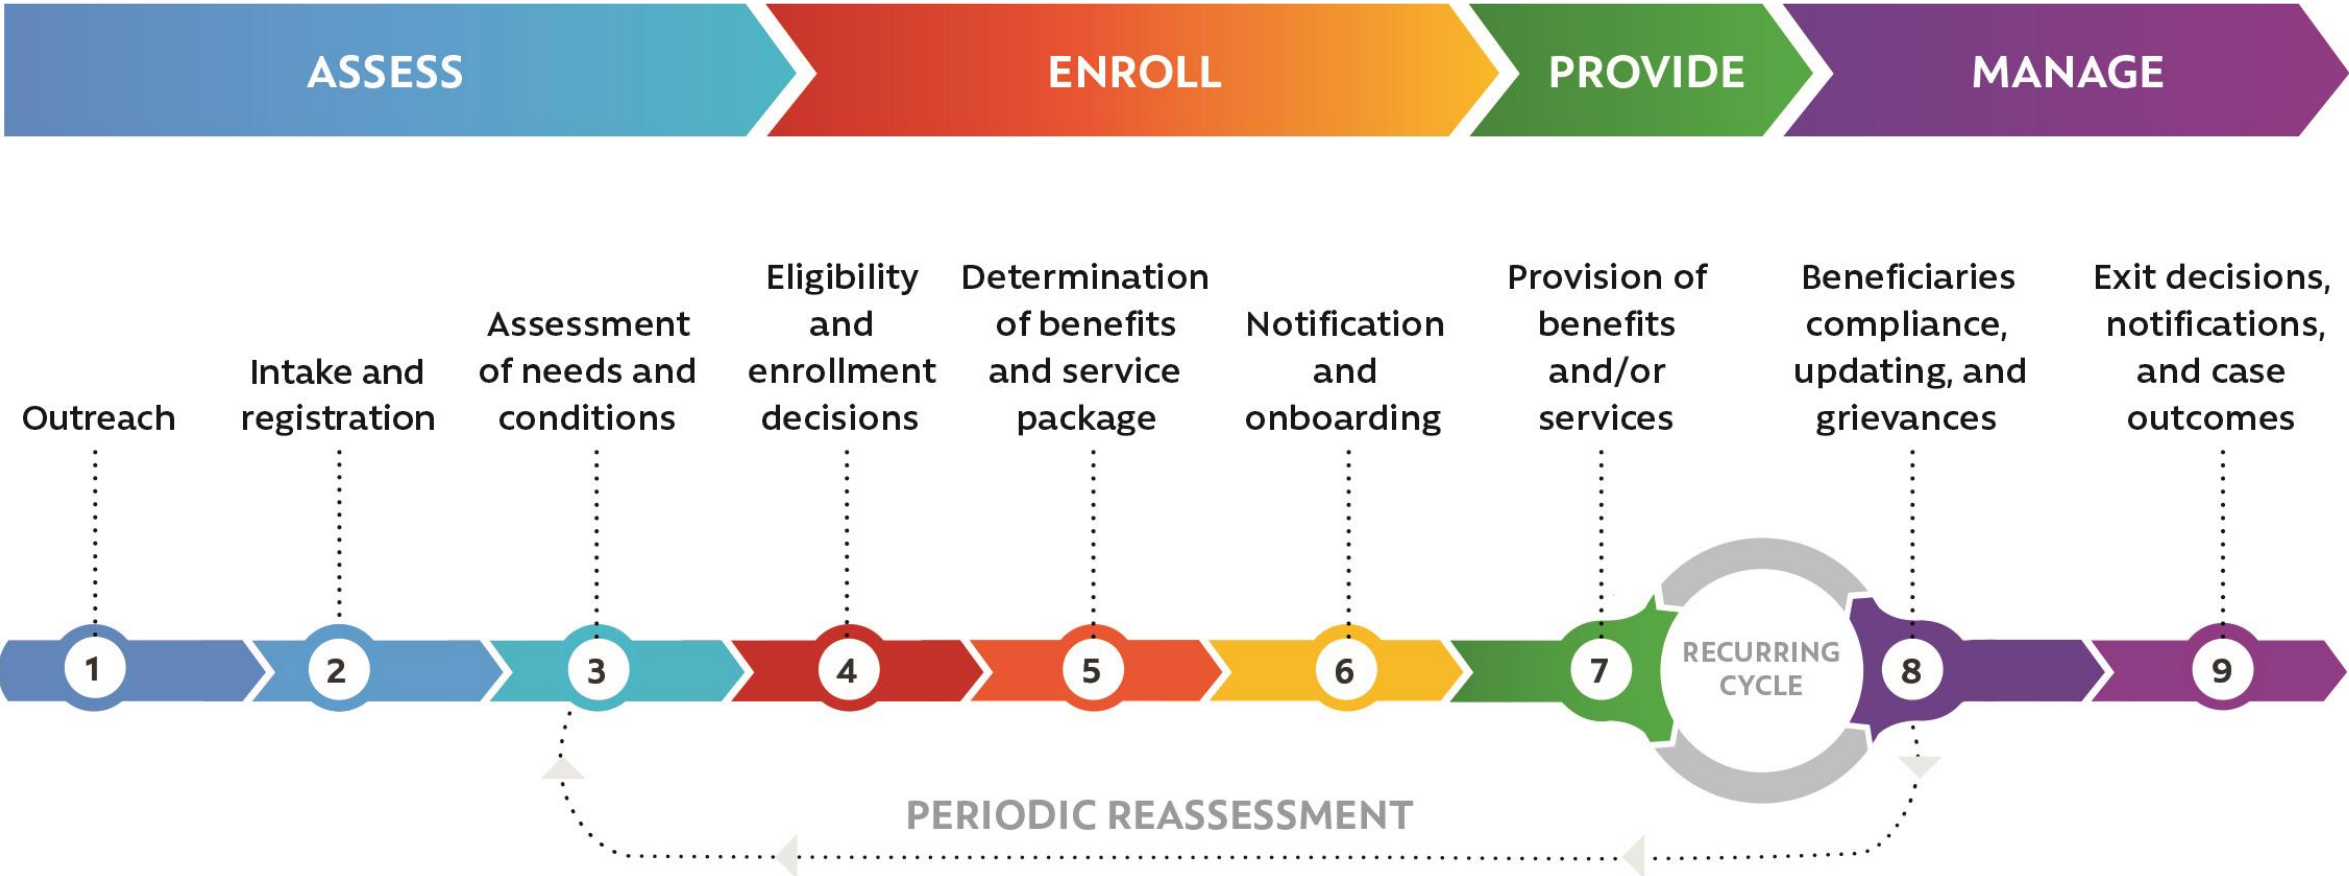 ASSESS
ENROLL
PROVIDE
MANAGE
Outreach
Intake and
registration
Assessment
of needs and
conditions
Eligibility
and
enrollment
decisions
Determination
of benefits
and service
package
Notification
and
onboarding
Provision of
benefits
and/or
services
Beneficiaries
compliance,
updating, and
grievances
Exit decisions,
notifications,
and case
outcomes
1
2
3
4
5
6
7
RECURRING
CYCLE
8
9
PERIODIC REASSESSMENT